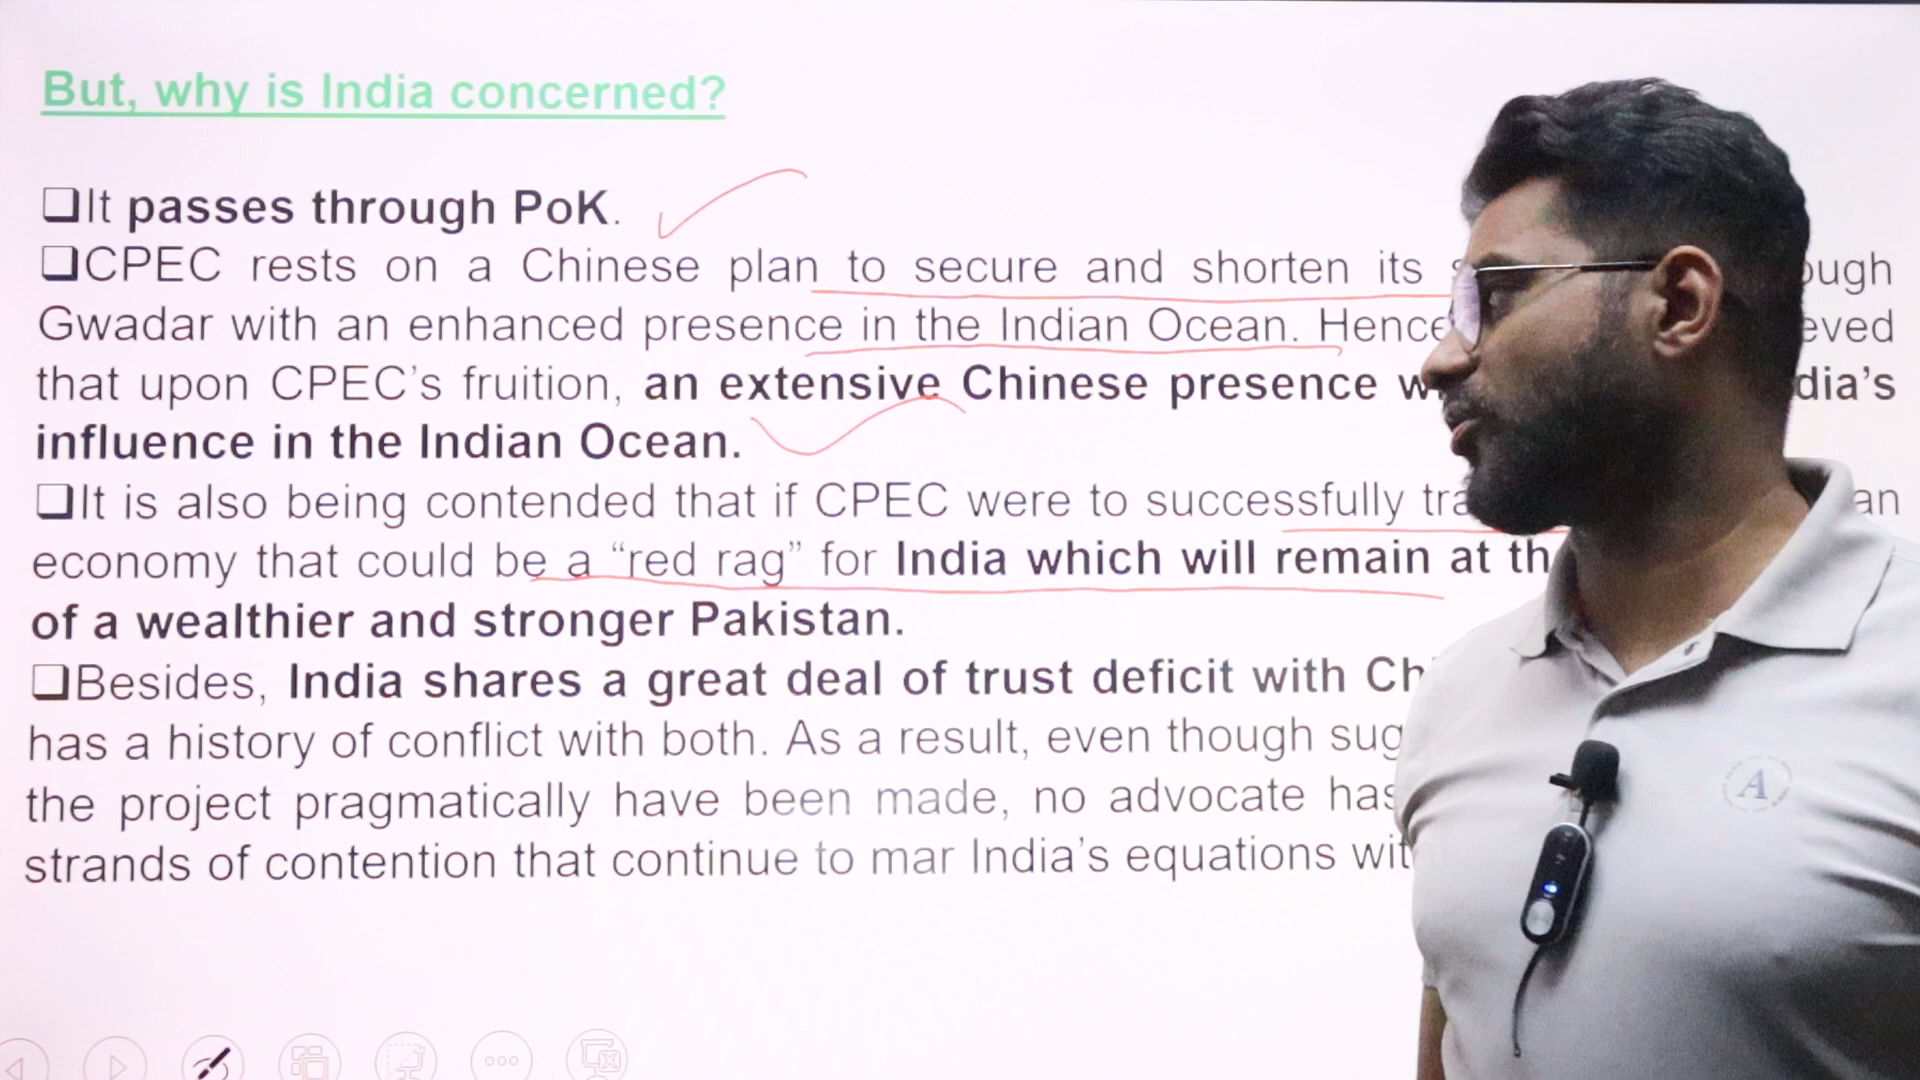 But, why is India concerned?
❑It passes through PoK.
❑CPEC rests on a Chinese plan to secure and shorten its
Gwadar with an enhanced presence in the Indian Ocean. Hence
that upon CPEC’s fruition, an extensive Chinese presence
influence in the Indian Ocean.
❑It is also being contended that if CPEC were to successfully
economy that could be a “red rag” for India which will remain at
of a wealthier and stronger Pakistan.
❑Besides, India shares a great deal of trust deficit with
has a history of conflict with both. As a result, even though
the project pragmatically have been made, no advocate
strands of contention that continue to mar India’s equations
A